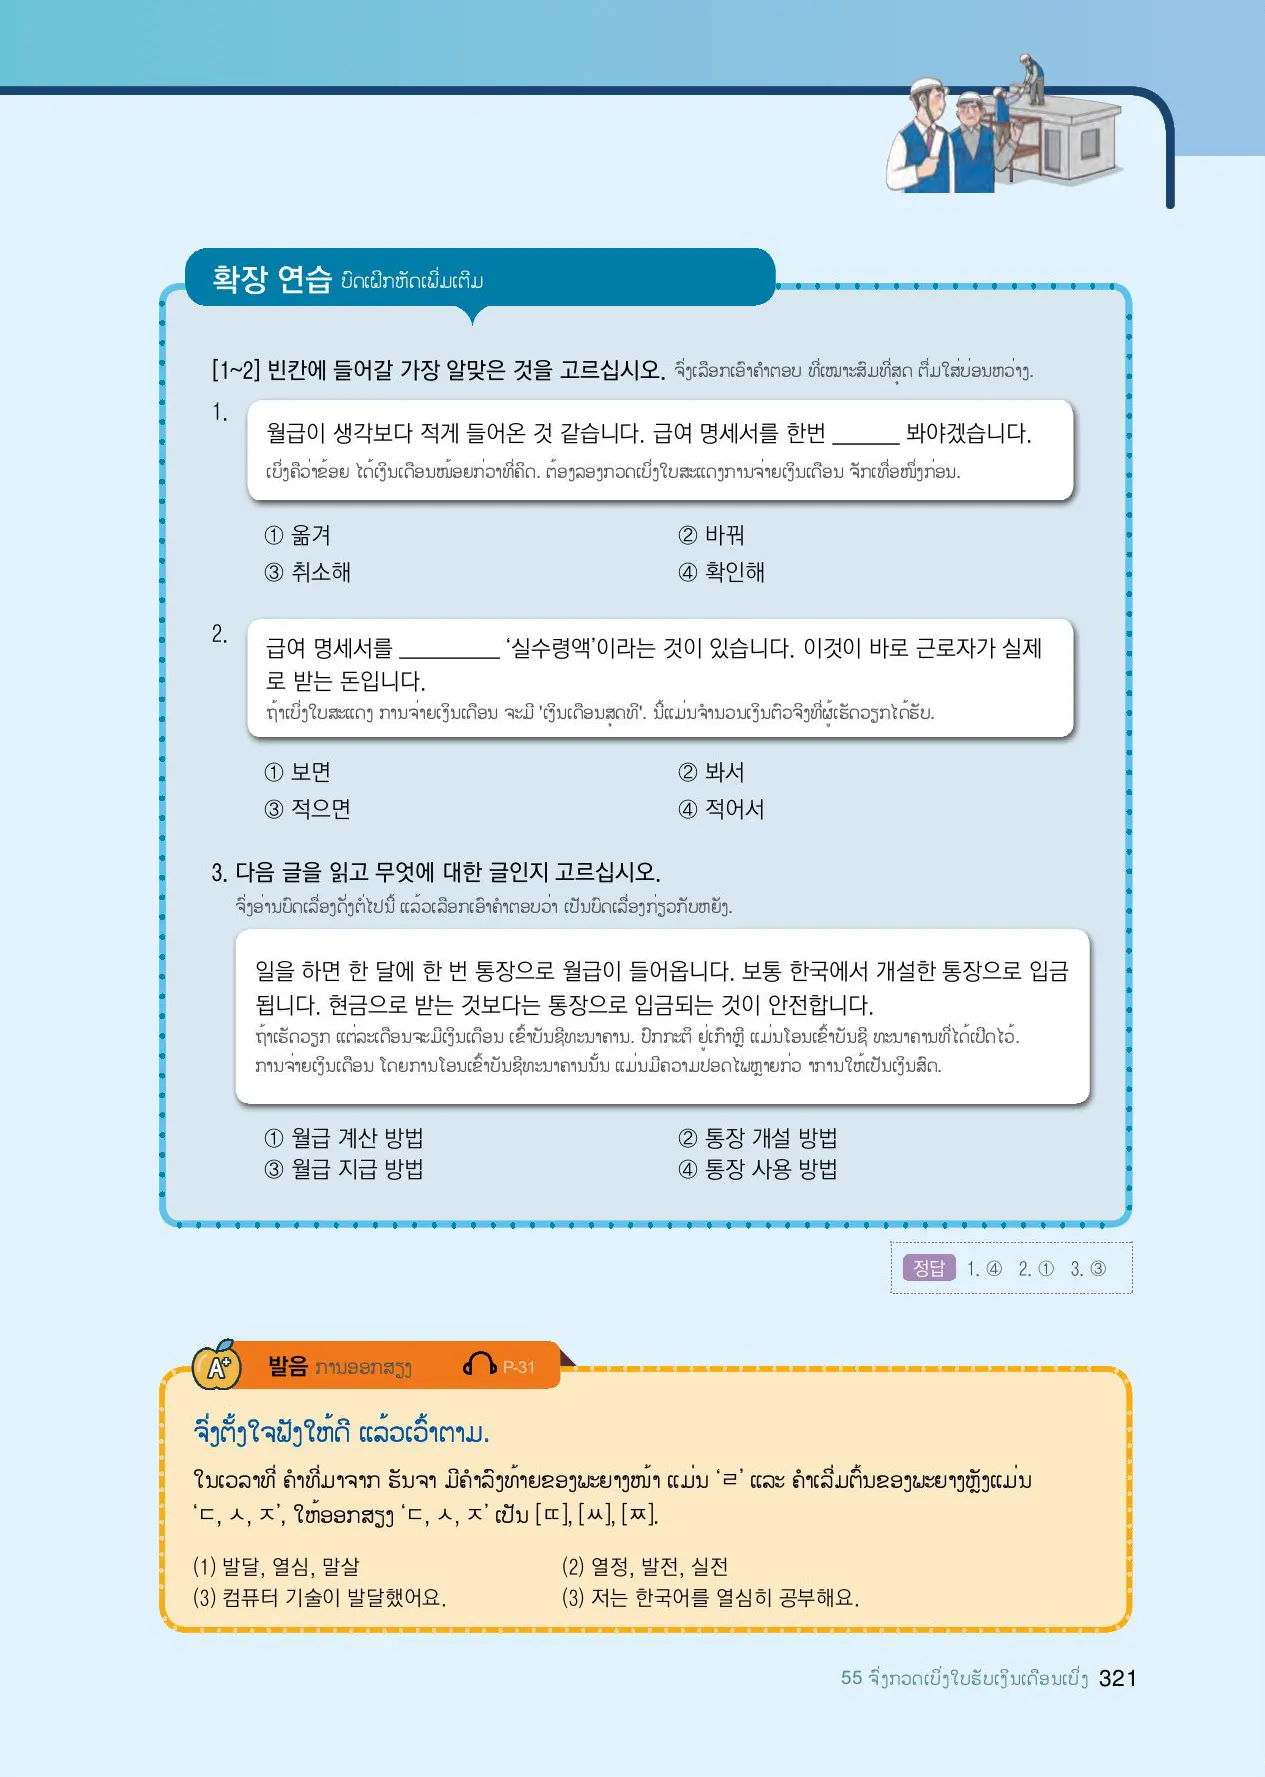 확장 연습 ບົດເຝິກຫັດເພີ່ມເຕີມ
[1~2] 빈칸에 들어갈 가장 알맞은 것을 고르십시오. ຈົ່ງເລືອກເອົາຄຳຕອບ ທີ່ເໝາະສົມທີ່ສຸດ ຕື່ມໃສ່ບ່ອນຫວ່າງ.
1.
월급이 생각보다 적게 들어온 것 같습니다. 급여 명세서를 한번 ______ 봐야겠습니다.
ເບິ່ງຄືວ່າຂ້ອຍ ໄດ້ເງິນເດືອນໜ້ອຍກ່ວາທີ່ຄິດ. ຕ້ອງລອງກວດເບິ່ງໃບສະແດງການຈ່າຍເງິນເດືອນ ຈັກເທື່ອໜຶ່ງກ່ອນ.
① 옮겨 ② 바꿔
③ 취소해 ④ 확인해
2.
급여 명세서를 _________ ‘실수령액’이라는 것이 있습니다. 이것이 바로 근로자가 실제
로 받는 돈입니다.
ຖ້າເບິ່ງໃບສະແດງ ການຈ່າຍເງິນເດືອນ ຈະມີ 'ເງິນເດືອນສຸດທິ'. ນີ້ແມ່ນຈຳນວນເງິນຕົວຈິງທີ່ຜູ້ເຮັດວຽກໄດ້ຮັບ.
① 보면 ② 봐서
③ 적으면 ④ 적어서
3. 다음 글을 읽고 무엇에 대한 글인지 고르십시오.
ຈົ່ງອ່ານບົດເລື່ອງດັ່ງຕໍ່ໄປນີ້ ແລ້ວເລືອກເອົາຄຳຕອບວ່າ ເປັນບົດເລື່ອງກ່ຽວກັບຫຍັງ.
일을 하면 한 달에 한 번 통장으로 월급이 들어옵니다. 보통 한국에서 개설한 통장으로 입금
됩니다. 현금으로 받는 것보다는 통장으로 입금되는 것이 안전합니다.
ຖ້າເຮັດວຽກ ແຕ່ລະເດືອນຈະມີເງິນເດືອນ ເຂົ້າບັນຊີທະນາຄານ. ປົກກະຕິ ຢູ່ເກົາຫຼີ ແມ່ນໂອນເຂົ້າບັນຊີ ທະນາຄານທີ່ໄດ້ເປີດໄວ້.
ການຈ່າຍເງິນເດືອນ ໂດຍການໂອນເຂົ້າບັນຊີທະນາຄານນັ້ນ ແມ່ນມີຄວາມປອດໄພຫຼາຍກ່ວ າການໃຫ້ເປັນເງິນສົດ.
① 월급 계산 방법 ② 통장 개설 방법
③ 월급 지급 방법 ④ 통장 사용 방법
정답 1. ④ 2. ① 3. ③
A+ 발음 ການອອກສຽງ P-31
ຈົ່ງຕັ້ງໃຈຟັງໃຫ້ດີ ແລ້ວເວົ້າຕາມ.
ໃນເວລາທີ່ ຄຳທີ່ມາຈາກ ຮັນຈາ ມີຄຳລົງທ້າຍຂອງພະຍາງໜ້າ ແມ່ນ ‘ㄹ’ ແລະ ຄຳເລີ່ມຕົ້ນຂອງພະຍາງຫຼັງແມ່ນ
‘ㄷ, ㅅ, ㅈ’, ໃຫ້ອອກສຽງ ‘ㄷ, ㅅ, ㅈ’ ເປັນ [ㄸ], [ㅆ], [ㅉ].
(1) 발달, 열심, 말살 (2) 열정, 발전, 실전
(3) 컴퓨터 기술이 발달했어요. (3) 저는 한국어를 열심히 공부해요.
55 ຈົ່ງກວດເບິ່ງໃບຮັບເງິນເດືອນເບິ່ງ 321